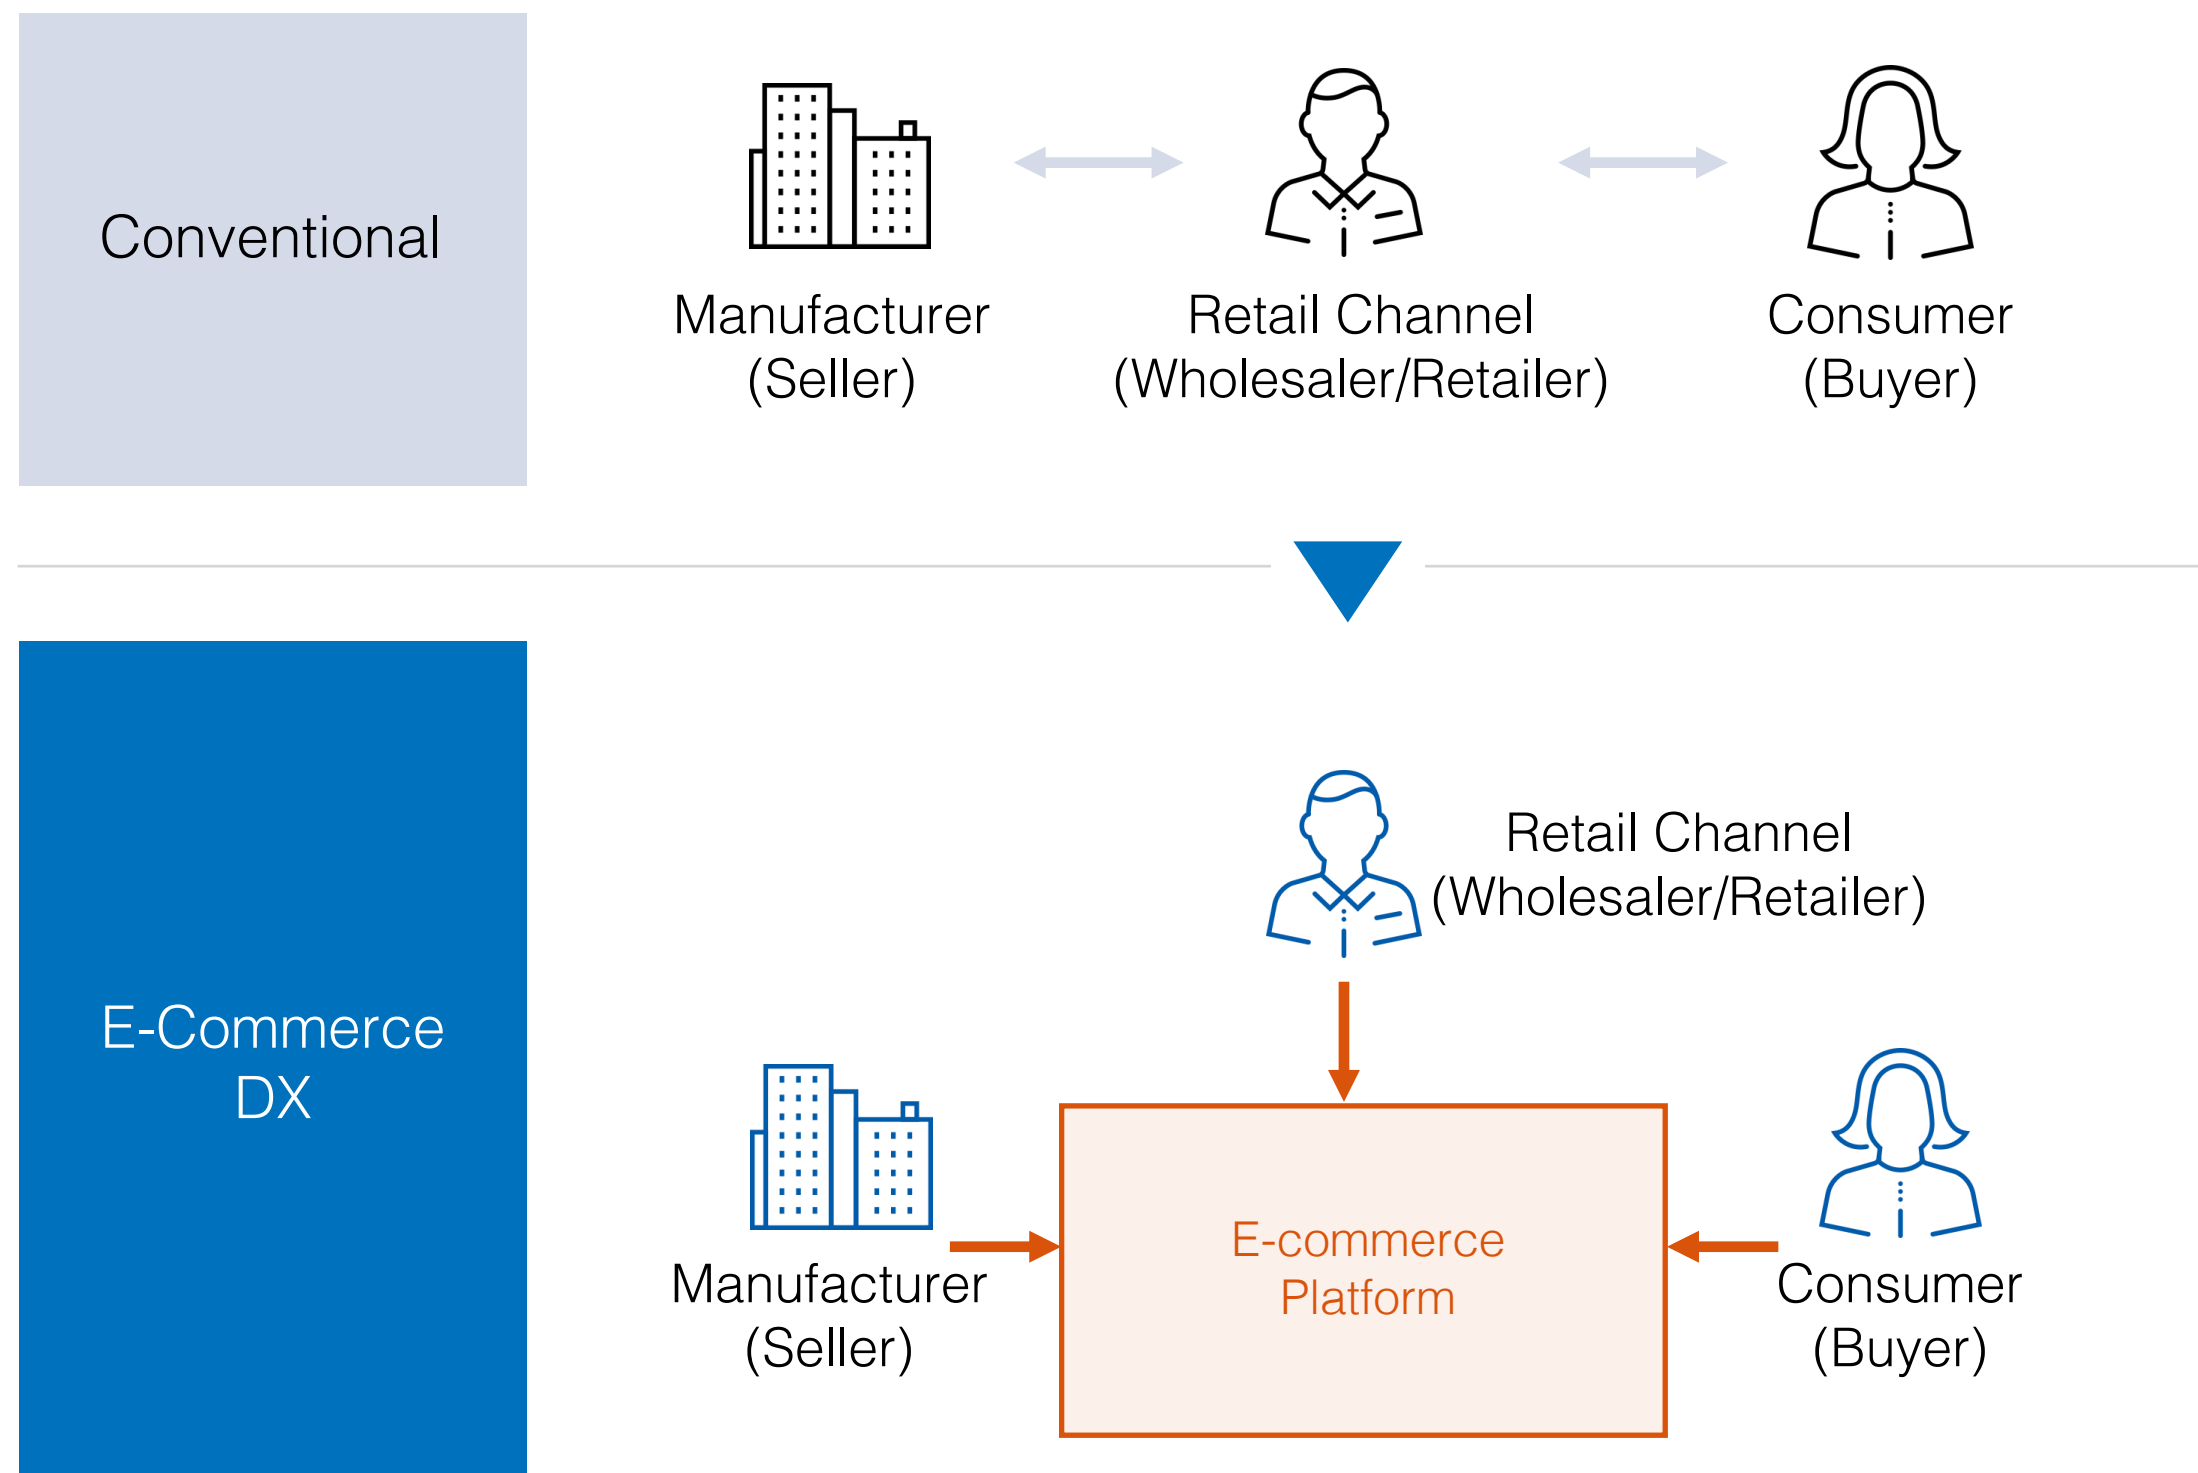 Conventional
Manufacturer
(Seller)
Retail Channel
(Wholesaler/Retailer)
Consumer
(Buyer)
E-Commerce
DX
Retail Channel
(Wholesaler/Retailer)
Manufacturer
(Seller)
E-commerce
Platform
Consumer
(Buyer)